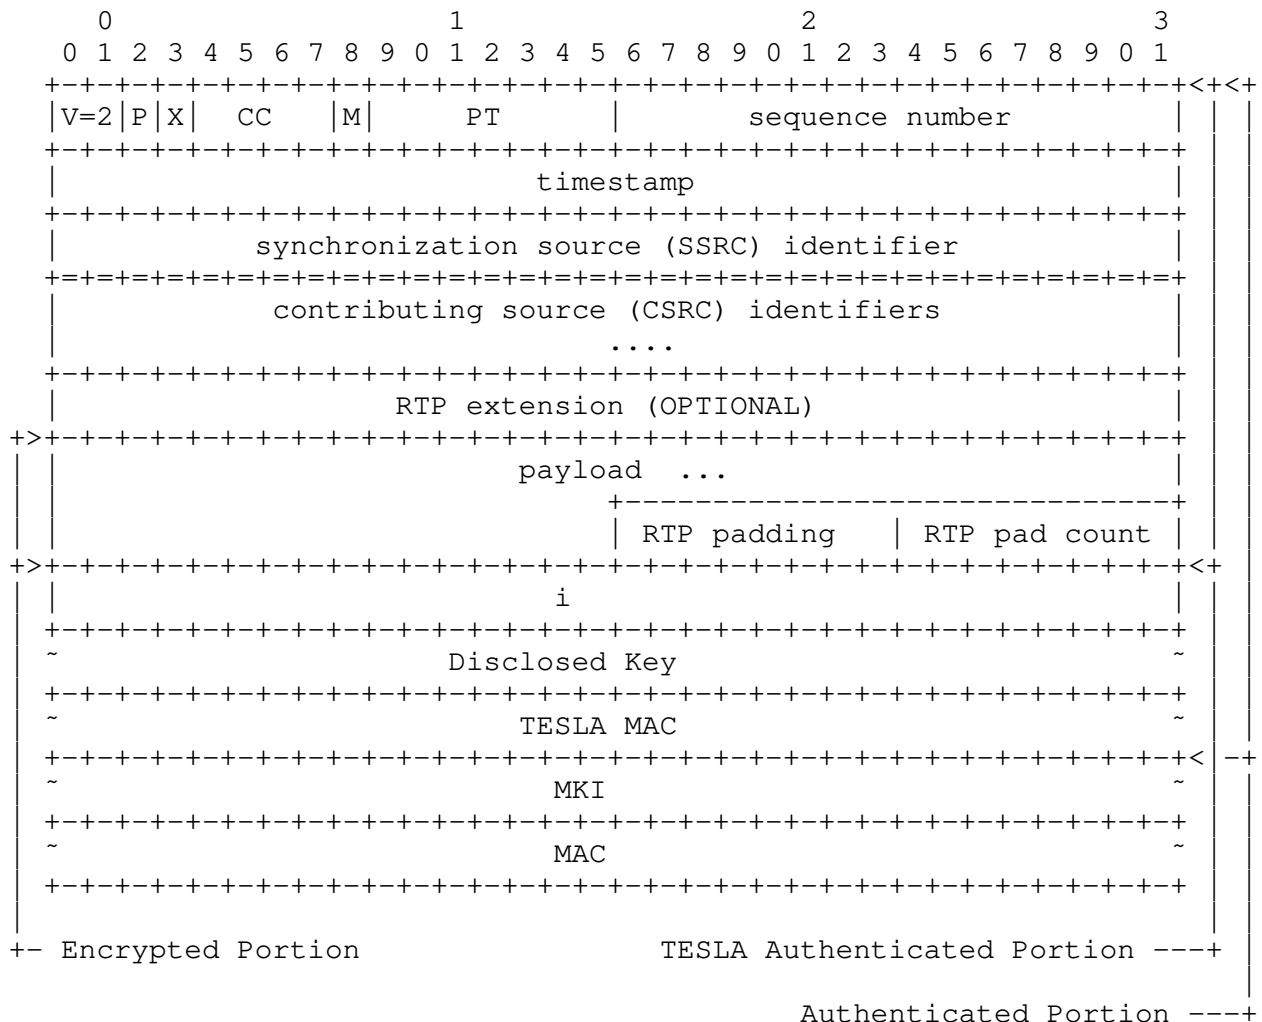 0                   1                   2                   3
  0 1 2 3 4 5 6 7 8 9 0 1 2 3 4 5 6 7 8 9 0 1 2 3 4 5 6 7 8 9 0 1
  +-+-+-+-+-+-+-+-+-+-+-+-+-+-+-+-+-+-+-+-+-+-+-+-+-+-+-+-+-+-+-+-+<+<+
  |V=2|P|X|  CC   |M|     PT      |       sequence number         | | |
  +-+-+-+-+-+-+-+-+-+-+-+-+-+-+-+-+-+-+-+-+-+-+-+-+-+-+-+-+-+-+-+-+ | |
  |                           timestamp                           | | |
  +-+-+-+-+-+-+-+-+-+-+-+-+-+-+-+-+-+-+-+-+-+-+-+-+-+-+-+-+-+-+-+-+ | |
  |           synchronization source (SSRC) identifier            | | |
  +=+=+=+=+=+=+=+=+=+=+=+=+=+=+=+=+=+=+=+=+=+=+=+=+=+=+=+=+=+=+=+=+ | |
  |            contributing source (CSRC) identifiers             | | |
  |                               ....                            | | |
  +-+-+-+-+-+-+-+-+-+-+-+-+-+-+-+-+-+-+-+-+-+-+-+-+-+-+-+-+-+-+-+-+ | |
  |                   RTP extension (OPTIONAL)                    | | |
+>+-+-+-+-+-+-+-+-+-+-+-+-+-+-+-+-+-+-+-+-+-+-+-+-+-+-+-+-+-+-+-+-+ | |
| |                          payload  ...                         | | |
| |                               +-------------------------------+ | |
| |                               | RTP padding   | RTP pad count | | |
+>+-+-+-+-+-+-+-+-+-+-+-+-+-+-+-+-+-+-+-+-+-+-+-+-+-+-+-+-+-+-+-+-+<+ |
| |                            i                                  | | |
| +-+-+-+-+-+-+-+-+-+-+-+-+-+-+-+-+-+-+-+-+-+-+-+-+-+-+-+-+-+-+-+-+ | |
| ~                      Disclosed Key                            ~ | |
| +-+-+-+-+-+-+-+-+-+-+-+-+-+-+-+-+-+-+-+-+-+-+-+-+-+-+-+-+-+-+-+-+ | |
| ~                          TESLA MAC                            ~ | |
| +-+-+-+-+-+-+-+-+-+-+-+-+-+-+-+-+-+-+-+-+-+-+-+-+-+-+-+-+-+-+-+-+<|-+
| ~                            MKI                                ~ | |
| +-+-+-+-+-+-+-+-+-+-+-+-+-+-+-+-+-+-+-+-+-+-+-+-+-+-+-+-+-+-+-+-+ | |
| ~                            MAC                                ~ | |
| +-+-+-+-+-+-+-+-+-+-+-+-+-+-+-+-+-+-+-+-+-+-+-+-+-+-+-+-+-+-+-+-+ | |
|                                                                   | |
+- Encrypted Portion                 TESLA Authenticated Portion ---+ |
                                                                      |
                                             Authenticated Portion ---+